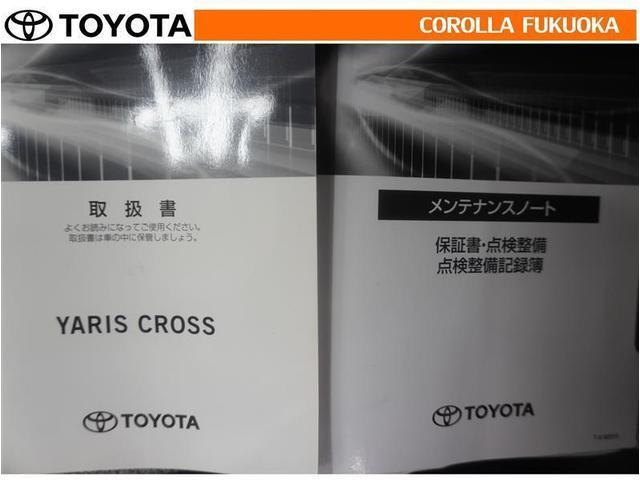 TOYOTA
COROLLA FUKUOKA
取扱書
よくお読みになってご使用ください。
取扱書は車の中に保管しましょう。
YARIS CROSS
TOYOTA
メンテナンスノート
保証書・点検整備
点検整備記録簿
TOYOTA